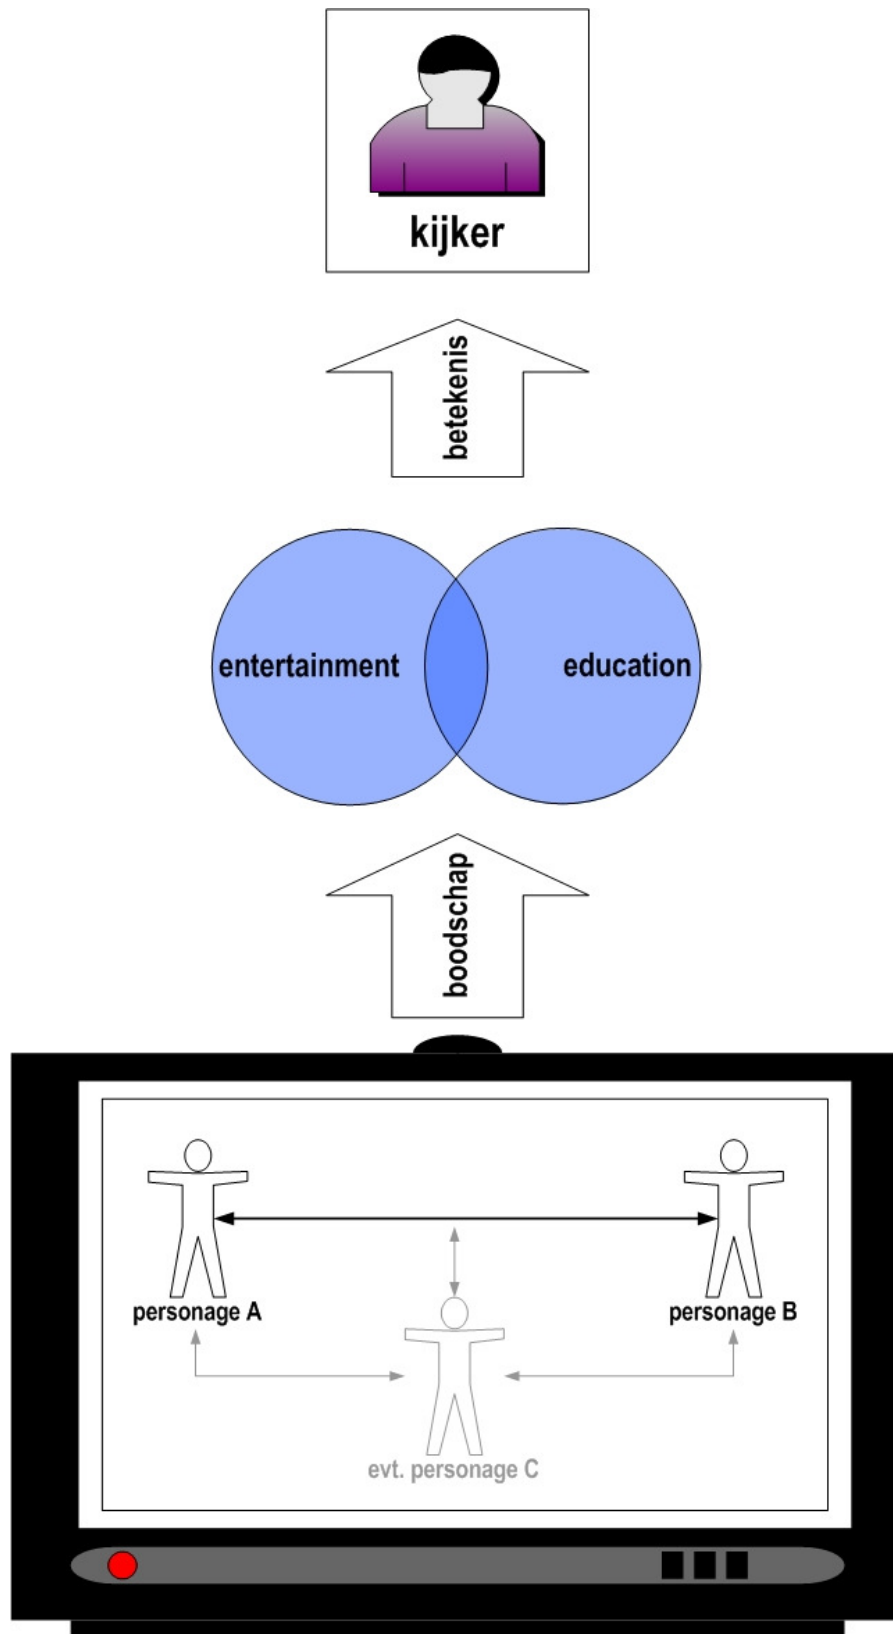 kijker
betekenis
entertainment
education
boodschap
personage A
personage B
evt. personage C